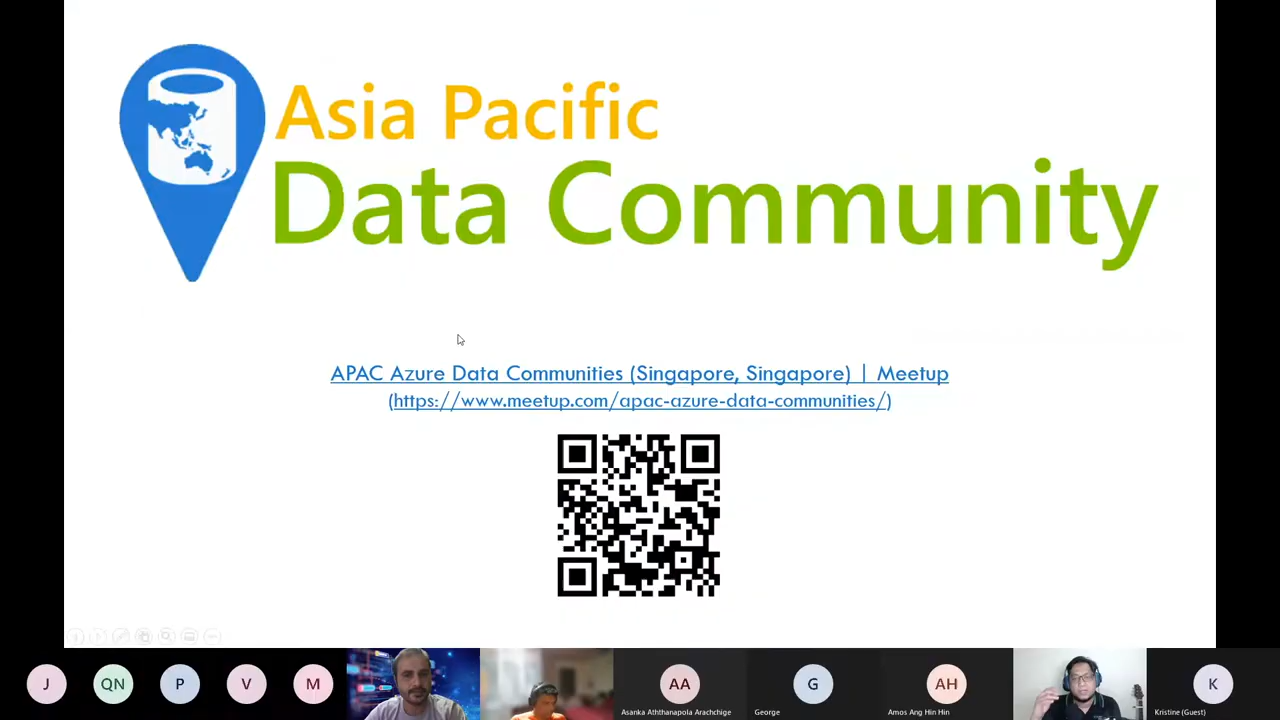 Asia Pacific
Data Community
APAC Azure Data Communities (Singapore, Singapore) | Meetup
(https://www.meetup.com/apac-azure-data-communities/)
J
QN
P
V
M
AA
Asanka Aththanapola Arachchige
G
George
AH
Amos Ang Hin Hin
K
Kristine (Guest)